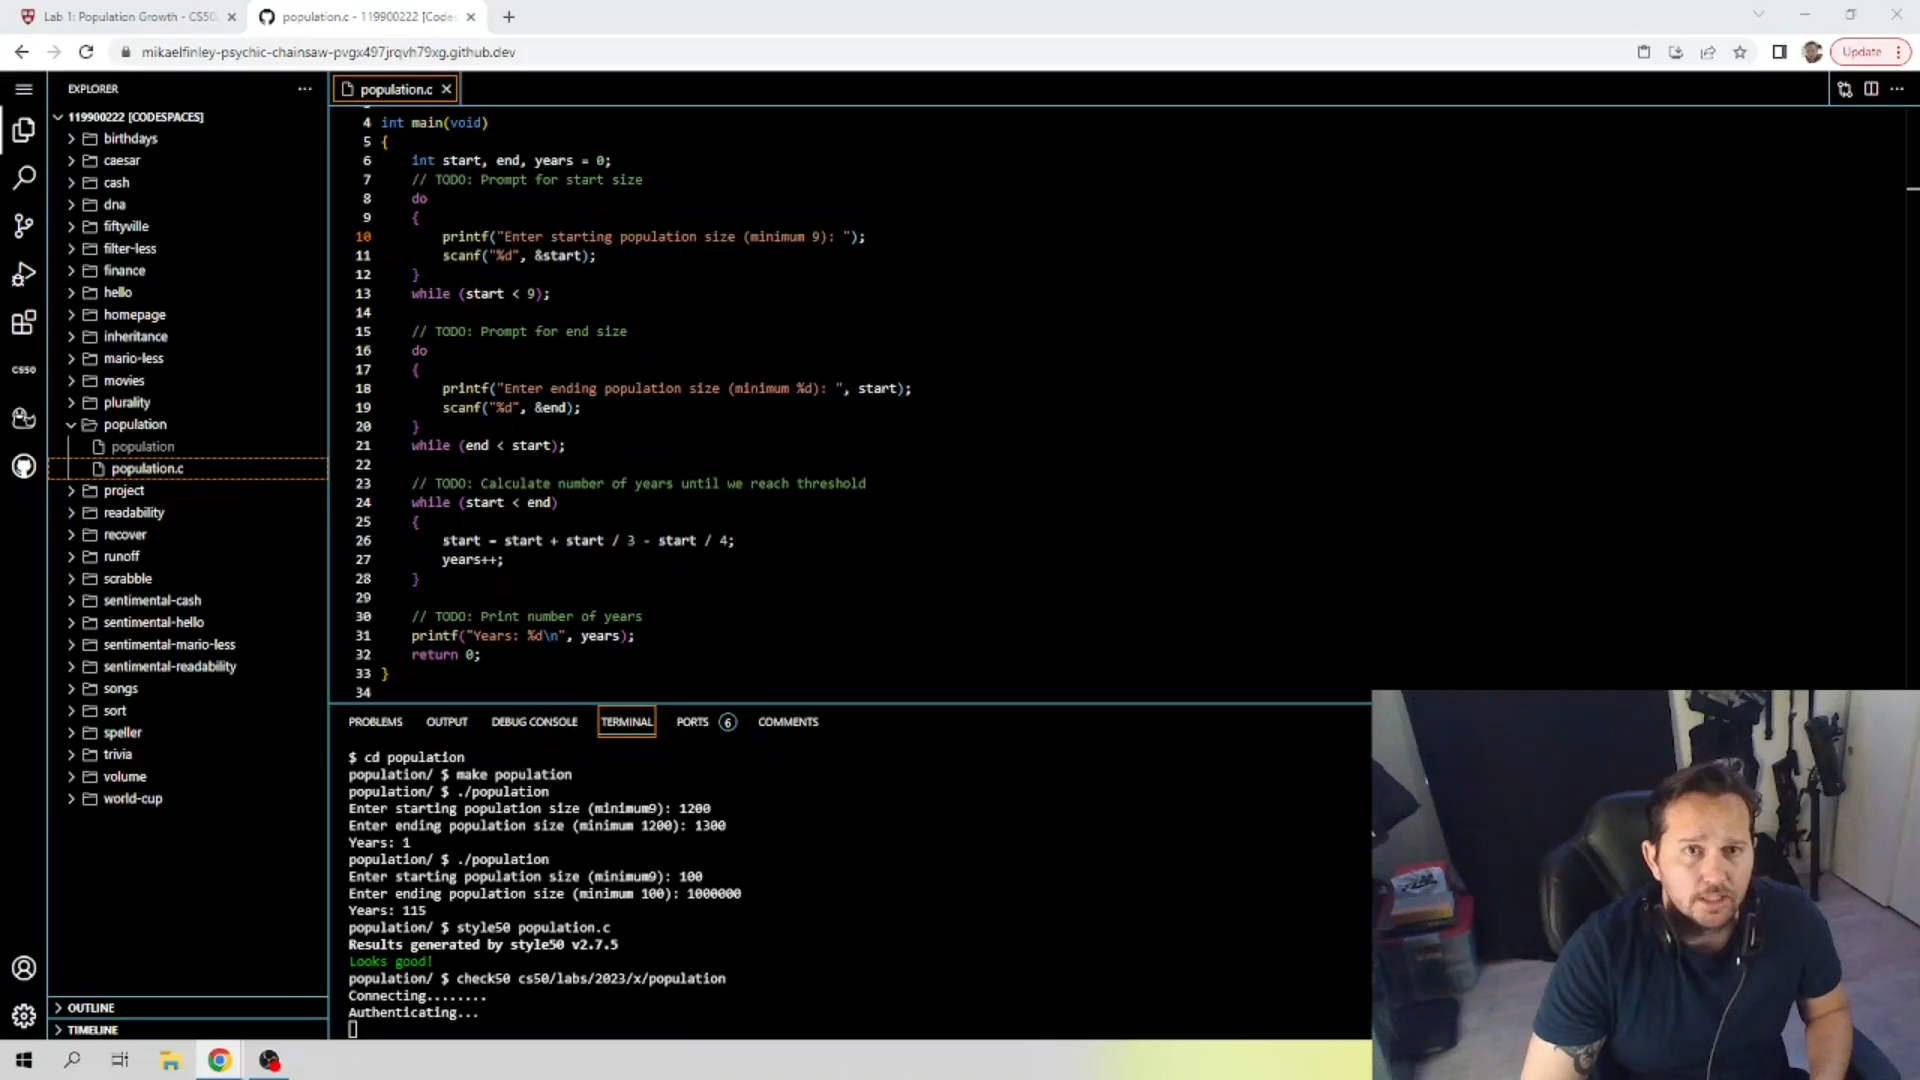 Lab 1: Population Growth - CS50
population.c - 119900222 [Codes
mikaelfinley-psychic-chainsaw-pvgx497jrqvh79xg.github.dev
Update
EXPLORER
119900222 [CODESPACES]
birthdays
caesar
cash
dna
fiftyville
filter-less
finance
hello
homepage
inheritance
mario-less
movies
plurality
population
population
population.c
project
readability
recover
runoff
scrabble
sentimental-cash
sentimental-hello
sentimental-mario-less
sentimental-readability
songs
sort
speller
trivia
volume
world-cup
OUTLINE
TIMELINE
CS50
population.c
4 int main(void)
5 {
6 int start, end, years = 0;
7 // TODO: Prompt for start size
8 do
9 {
10 printf("Enter starting population size (minimum 9): ");
11 scanf("%d", &start);
12 }
13 while (start < 9);
14
15 // TODO: Prompt for end size
16 do
17 {
18 printf("Enter ending population size (minimum %d): ", start);
19 scanf("%d", &end);
20 }
21 while (end < start);
22
23 // TODO: Calculate number of years until we reach threshold
24 while (start < end)
25 {
26 start = start + start / 3 - start / 4;
27 years++;
28 }
29
30 // TODO: Print number of years
31 printf("Years: %d\n", years);
32 return 0;
33 }
34
PROBLEMS OUTPUT DEBUG CONSOLE TERMINAL PORTS 6 COMMENTS
$ cd population
population/ $ make population
population/ $ ./population
Enter starting population size (minimum9): 1200
Enter ending population size (minimum 1200): 1300
Years: 1
population/ $ ./population
Enter starting population size (minimum9): 100
Enter ending population size (minimum 100): 1000000
Years: 115
population/ $ style50 population.c
Results generated by style50 v2.7.5
Looks good!
population/ $ check50 cs50/labs/2023/x/population
Connecting........
Authenticating...